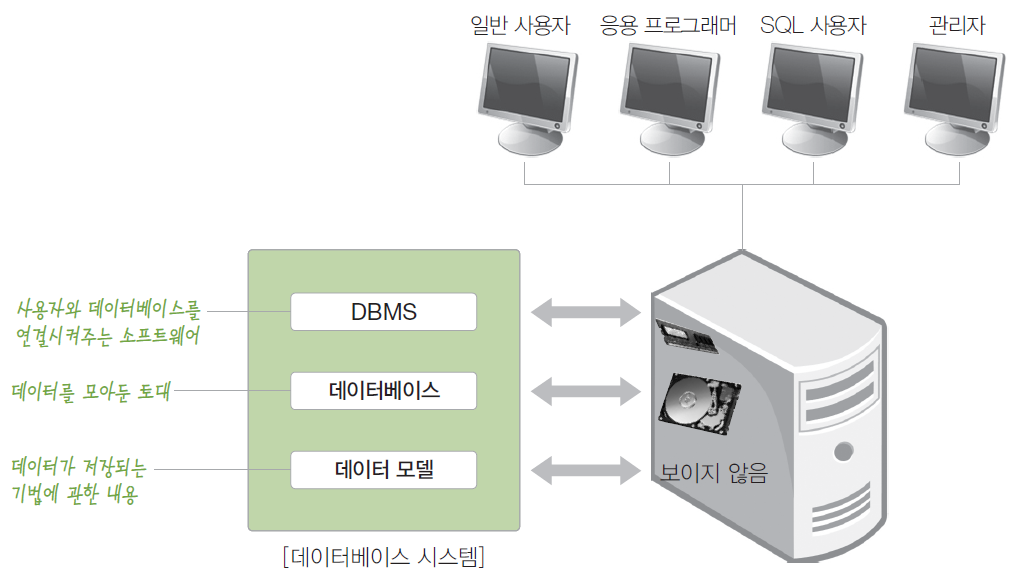 일반 사용자
응용 프로그래머
SQL 사용자
관리자
사용자와 데이터베이스를
연결시켜주는 소프트웨어
DBMS
데이터를 모아둔 토대
데이터베이스
데이터가 저장되는
기법에 관한 내용
데이터 모델
보이지 않음
[데이터베이스 시스템]